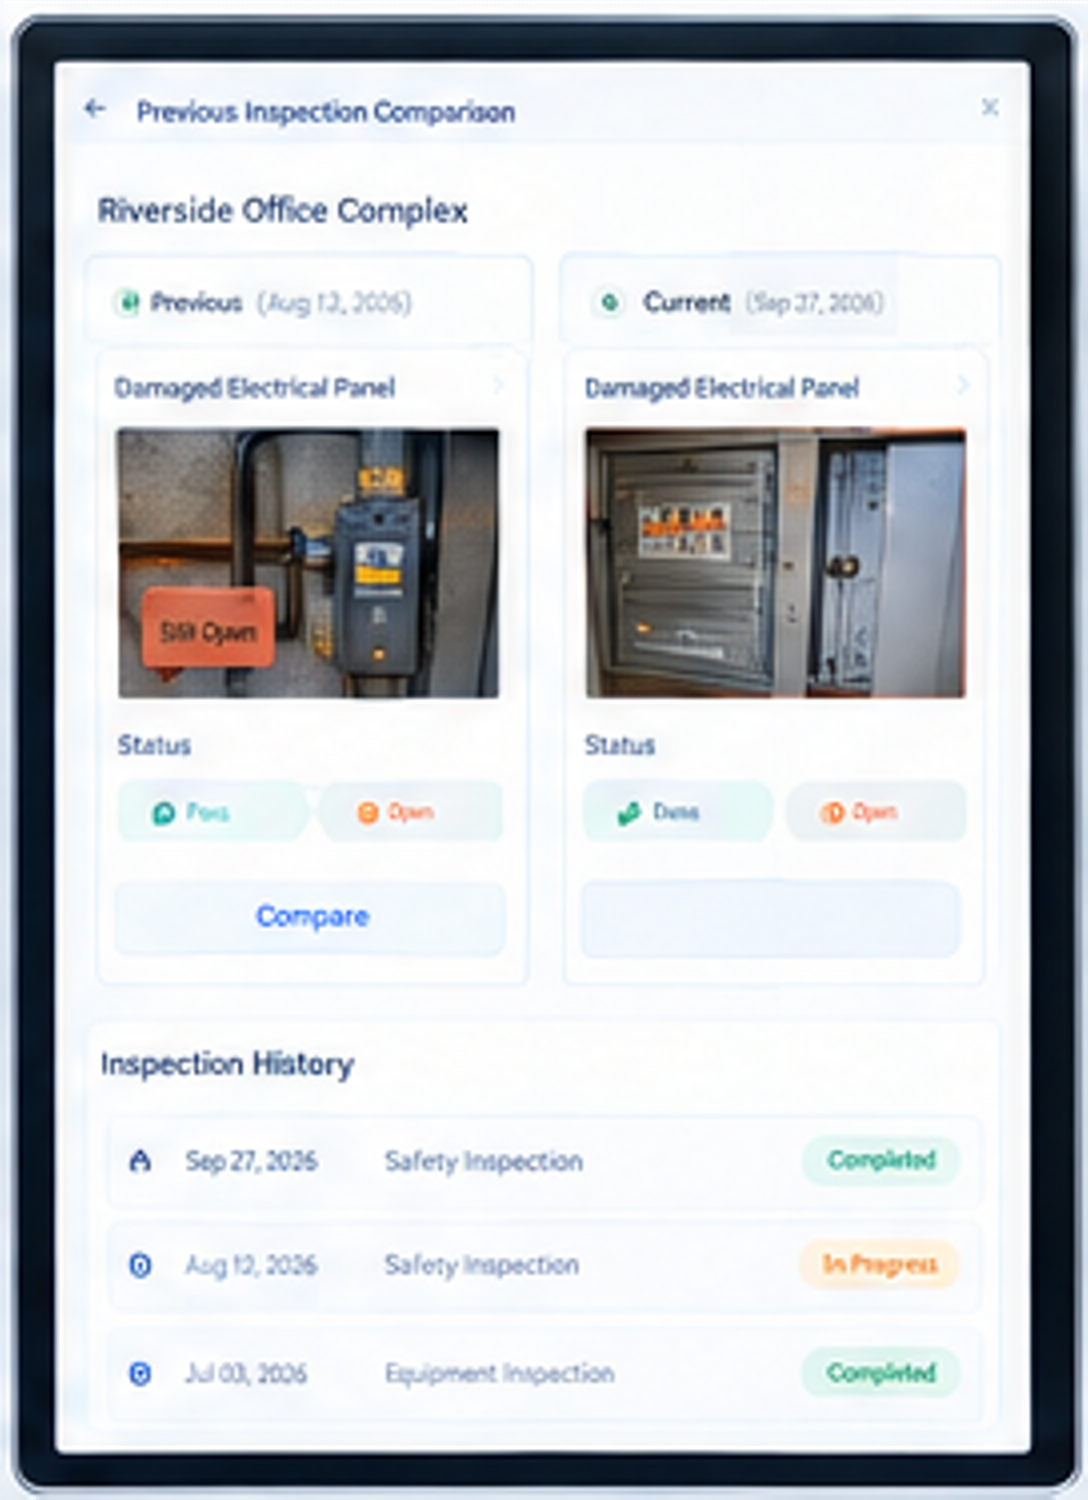 Previous Inspection Comparison
Riverside Office Complex
Previous (Aug 12, 2026)
Current (Sep 27, 2026)
Damaged Electrical Panel
Damaged Electrical Panel
Still Open
Status
Status
Open
Open
Compare
Inspection History
Sep 27, 2026 Safety Inspection Completed
Aug 12, 2026 Safety Inspection In Progress
Jul 03, 2026 Equipment Inspection Completed